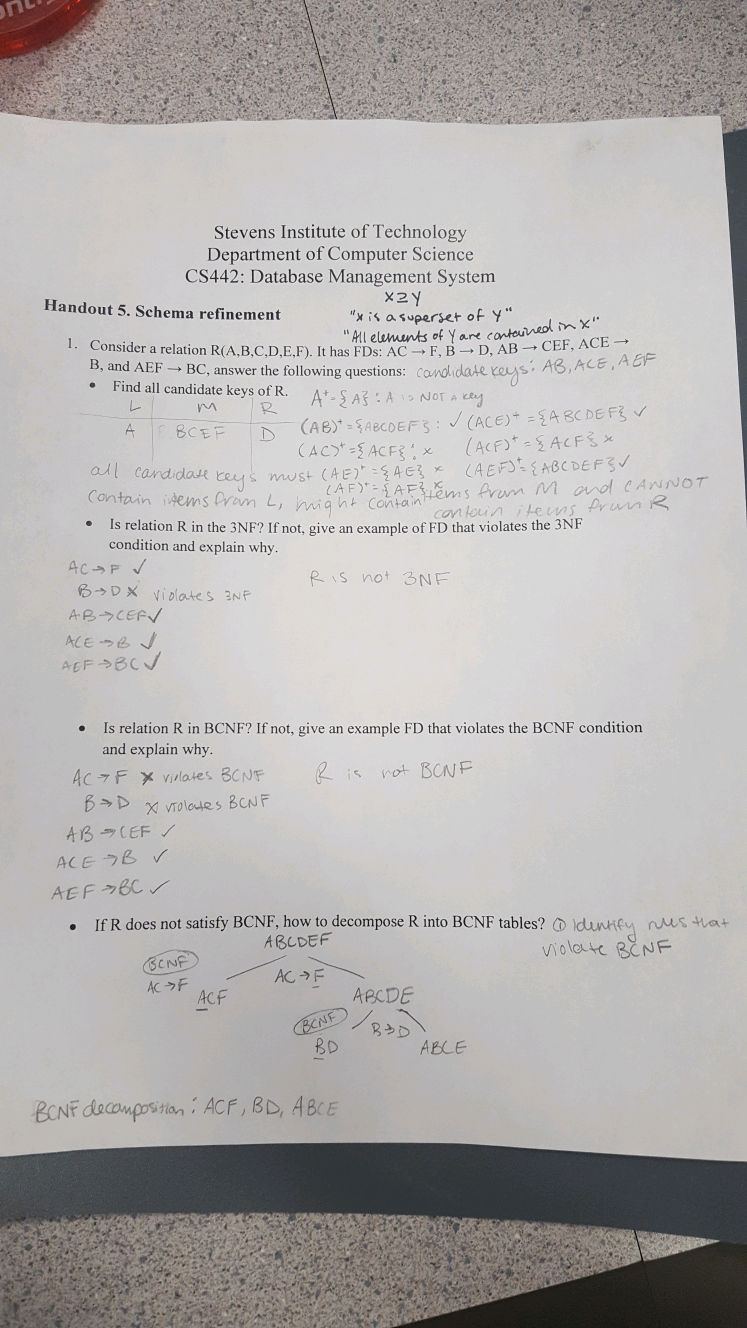 Stevens Institute of Technology
Department of Computer Science
CS442: Database Management System
X⊇Y
Handout 5. Schema refinement
"x is a superset of Y"
"All elements of Y are contained in X"
1. Consider a relation R(A,B,C,D,E,F). It has FDs: AC → F, B → D, AB → CEF, ACE →
B, and AEF → BC, answer the following questions: candidate keys: AB, ACE, AEF
• Find all candidate keys of R. A⁺={A} : A is NOT a key
L M R
A BCEF D (AB)⁺={ABCDEF} : ✓ (ACE)⁺={ABCDEF} ✓
(AC)⁺={ACF} : x (ACF)⁺={ACF} x
all candidate keys must (AE)⁺={AE} x (AEF)⁺={ABCDEF} ✓
(AF)⁺={AF} x
contain items from L, might contain items from M and CANNOT
contain items from R
• Is relation R in the 3NF? If not, give an example of FD that violates the 3NF
condition and explain why.
AC→F ✓
R is not 3NF
B→D x violates 3NF
AB→CEF ✓
ACE→B ✓
AEF→BC ✓
• Is relation R in BCNF? If not, give an example FD that violates the BCNF condition
and explain why.
AC→F x violates BCNF R is not BCNF
B→D x violates BCNF
AB→CEF ✓
ACE→B ✓
AEF→BC ✓
• If R does not satisfy BCNF, how to decompose R into BCNF tables? ① Identify rules that
violate BCNF
ABCDEF
BCNF
AC→F AC→F
ACF ABCDE
BCNF B→D
BD ABCE
BCNF decomposition : ACF, BD, ABCE